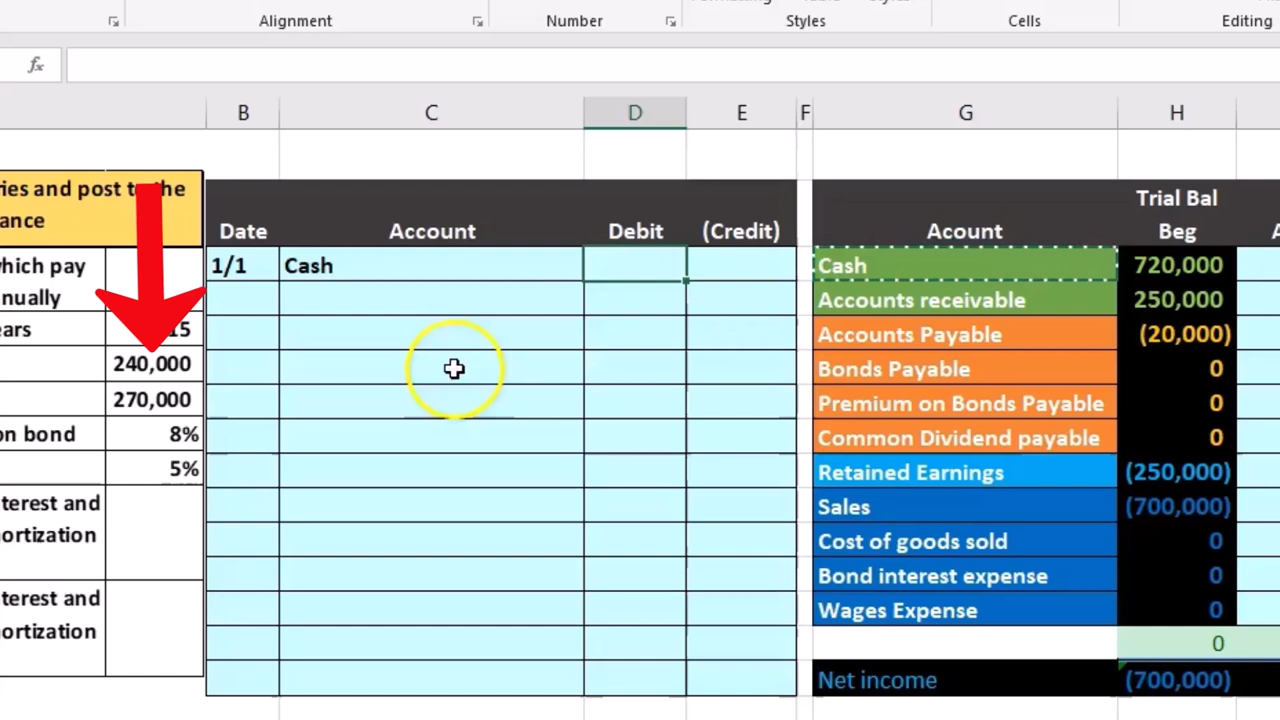 Alignment Number Styles Cells Editing
fx
B C D E F G H
ries and post to the
ance
Date Account Debit (Credit)
Trial Bal
Acount Beg
which pay
nually
ears 15
240,000
270,000
on bond 8%
5%
terest and
ortization
terest and
ortization
1/1 Cash
Cash 720,000
Accounts receivable 250,000
Accounts Payable (20,000)
Bonds Payable 0
Premium on Bonds Payable 0
Common Dividend payable 0
Retained Earnings (250,000)
Sales (700,000)
Cost of goods sold 0
Bond interest expense 0
Wages Expense 0
0
Net income (700,000)